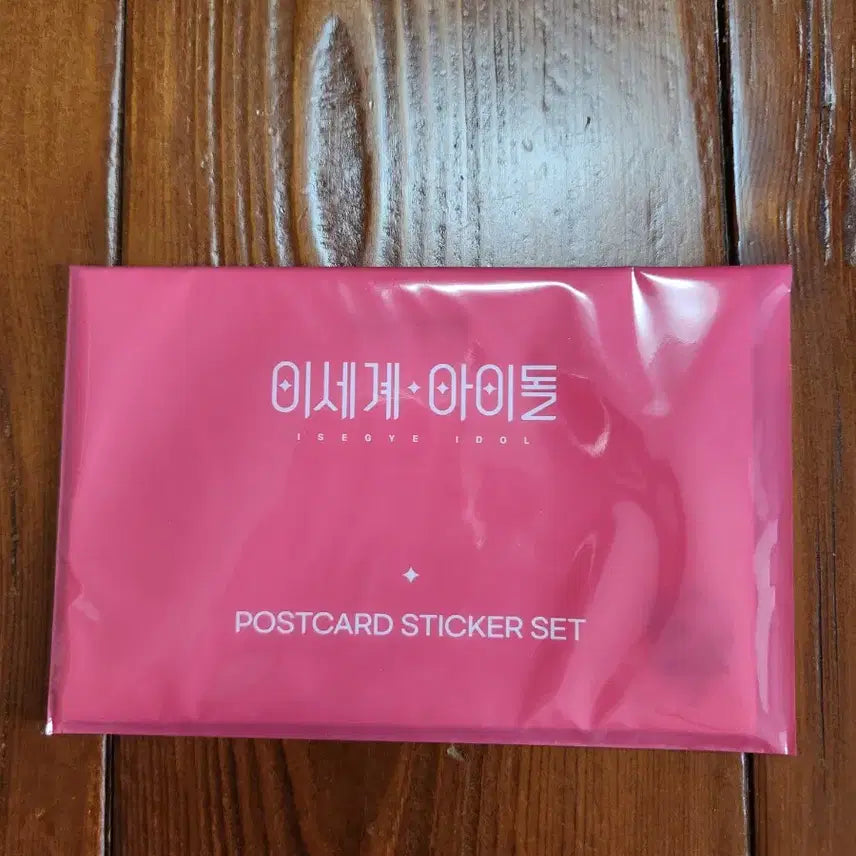 이세계 아이돌
ISEGYE IDOL
POSTCARD STICKER SET